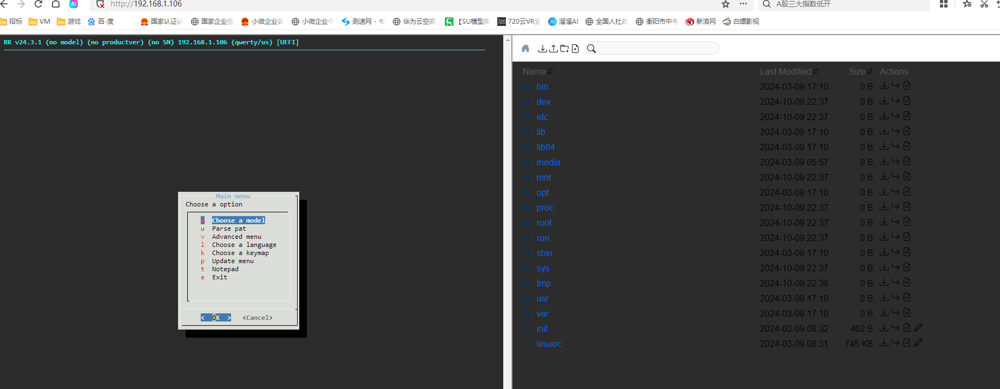 http://192.168.1.106
A股三大指数低开
招标 VM 游戏 百-度 国家认证认 国家企业信 小微企业名 小微企业个 测速网 - 专 华为云空间 【SU模型库 720云VR全 溜溜AI 全国人社政 衡阳市中考 新浪网 白嫖影视
RR v24.3.1 (no model) (no productver) (no SN) 192.168.1.106 (qwerty/us) [UEFI]
Main menu
Choose a option
m Choose a model
u Parse pat
v Advanced menu
l Choose a language
k Choose a keymap
p Update menu
t Notepad
e Exit
< OK > <Cancel>
Name Last Modified Size Actions
bin 2024-03-09 17:10 0 B
dev 2024-10-09 22:37 0 B
etc 2024-10-09 22:37 0 B
lib 2024-03-09 17:10 0 B
lib64 2024-03-09 17:10 0 B
media 2024-03-09 05:57 0 B
mnt 2024-10-09 22:37 0 B
opt 2024-03-09 17:10 0 B
proc 2024-10-09 22:37 0 B
root 2024-10-09 22:37 0 B
run 2024-10-09 22:37 0 B
sbin 2024-03-09 17:10 0 B
sys 2024-10-09 22:37 0 B
tmp 2024-10-09 22:38 0 B
usr 2024-03-09 17:10 0 B
var 2024-03-09 17:10 0 B
init 2024-03-09 08:32 462 B
linuxrc 2024-03-09 08:31 745 KB